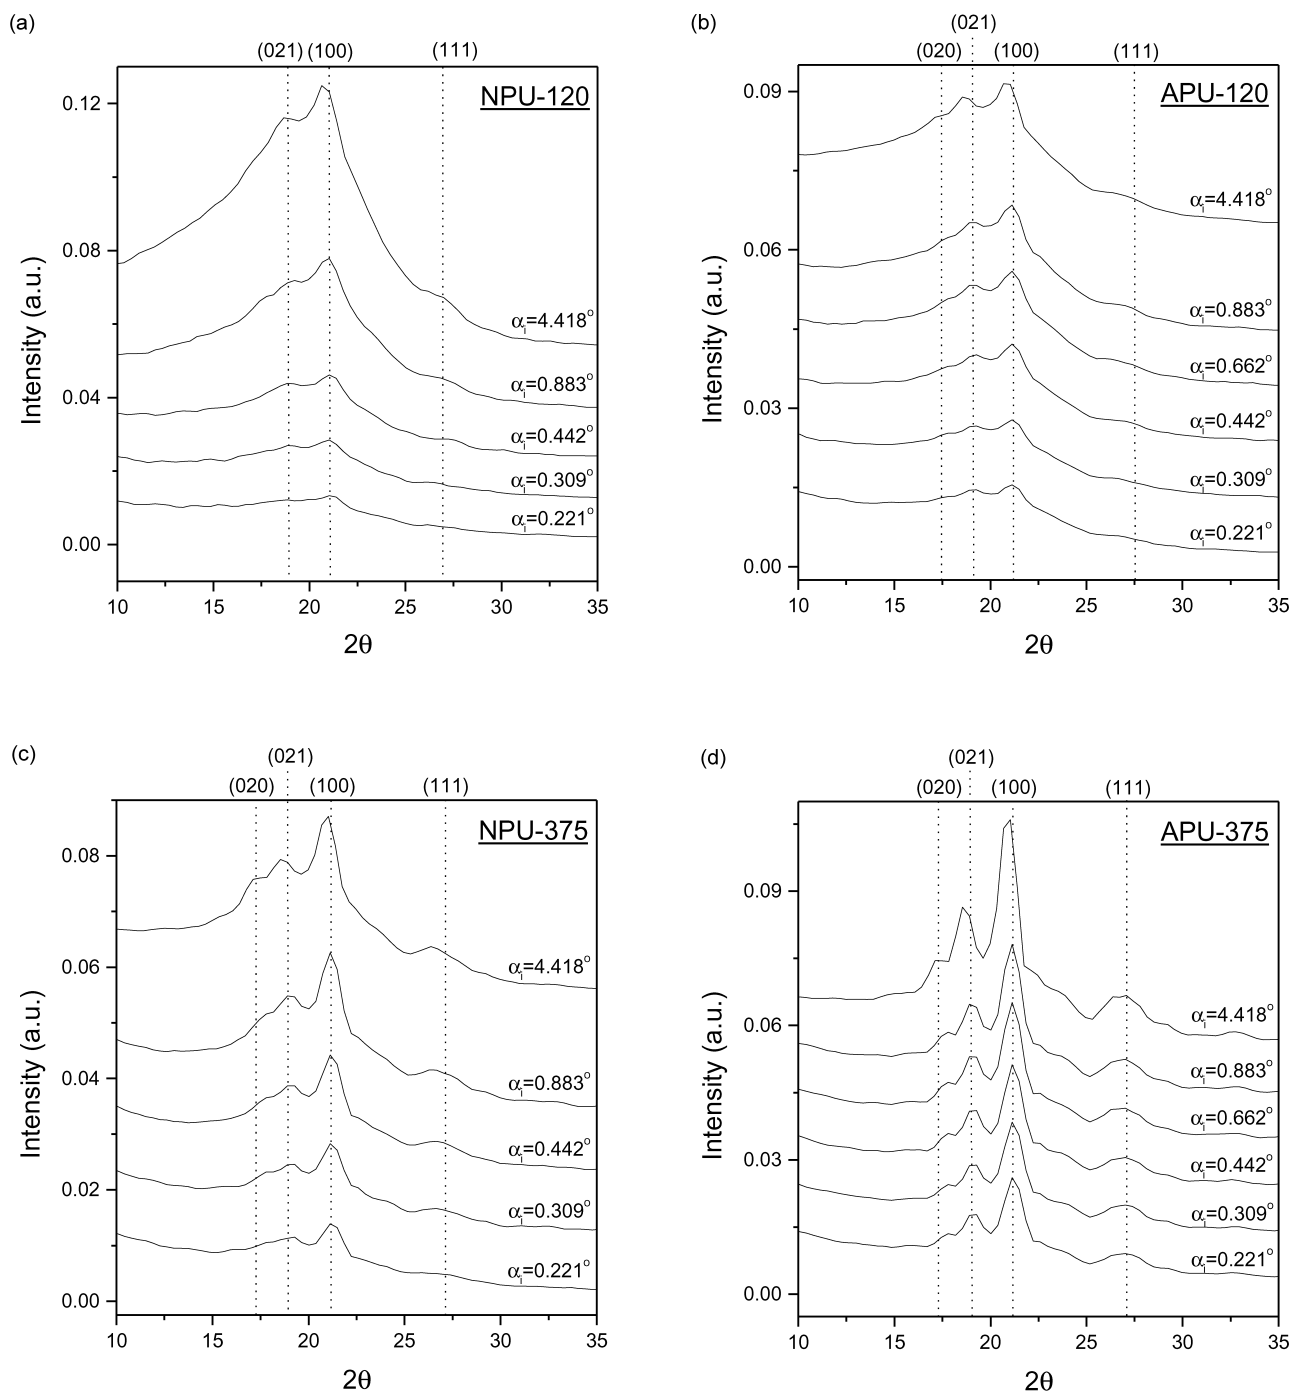 (a)
(021) (100) (111)
NPU-120
0.12
0.08
0.04
0.00
Intensity (a.u.)
αi=4.418°
αi=0.883°
αi=0.442°
αi=0.309°
αi=0.221°
10 15 20 25 30 35
2θ
(b)
(021)
(020) (100) (111)
APU-120
0.09
0.06
0.03
0.00
Intensity (a.u.)
αi=4.418°
αi=0.883°
αi=0.662°
αi=0.442°
αi=0.309°
αi=0.221°
10 15 20 25 30 35
2θ
(c)
(021)
(020) (100) (111)
NPU-375
0.08
0.06
0.04
0.02
0.00
Intensity (a.u.)
αi=4.418°
αi=0.883°
αi=0.442°
αi=0.309°
αi=0.221°
10 15 20 25 30 35
2θ
(d)
(021)
(020) (100) (111)
APU-375
0.09
0.06
0.03
0.00
Intensity (a.u.)
αi=4.418°
αi=0.883°
αi=0.662°
αi=0.442°
αi=0.309°
αi=0.221°
10 15 20 25 30 35
2θ